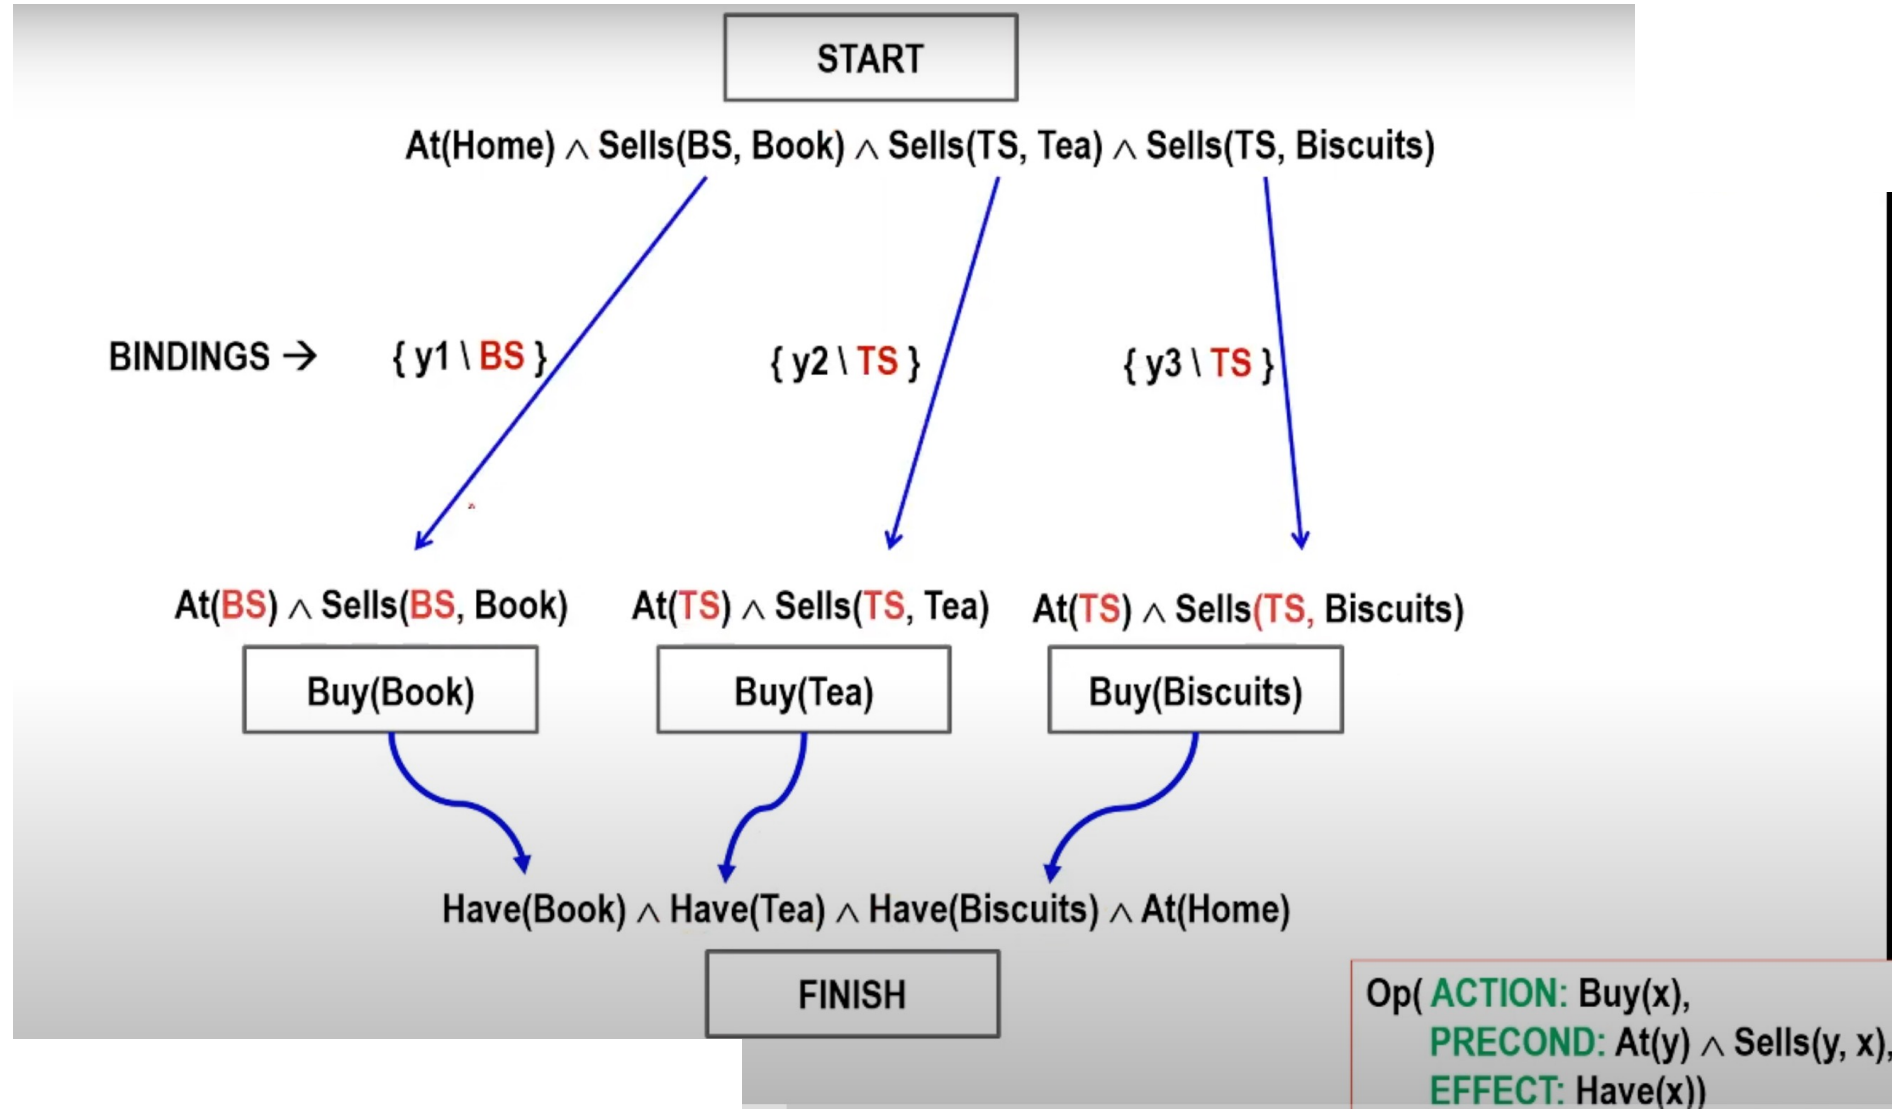 START
At(Home) ∧ Sells(BS, Book) ∧ Sells(TS, Tea) ∧ Sells(TS, Biscuits)
BINDINGS → { y1 \ BS } { y2 \ TS } { y3 \ TS }
At(BS) ∧ Sells(BS, Book) At(TS) ∧ Sells(TS, Tea) At(TS) ∧ Sells(TS, Biscuits)
Buy(Book) Buy(Tea) Buy(Biscuits)
Have(Book) ∧ Have(Tea) ∧ Have(Biscuits) ∧ At(Home)
FINISH
Op( ACTION: Buy(x),
PRECOND: At(y) ∧ Sells(y, x),
EFFECT: Have(x))